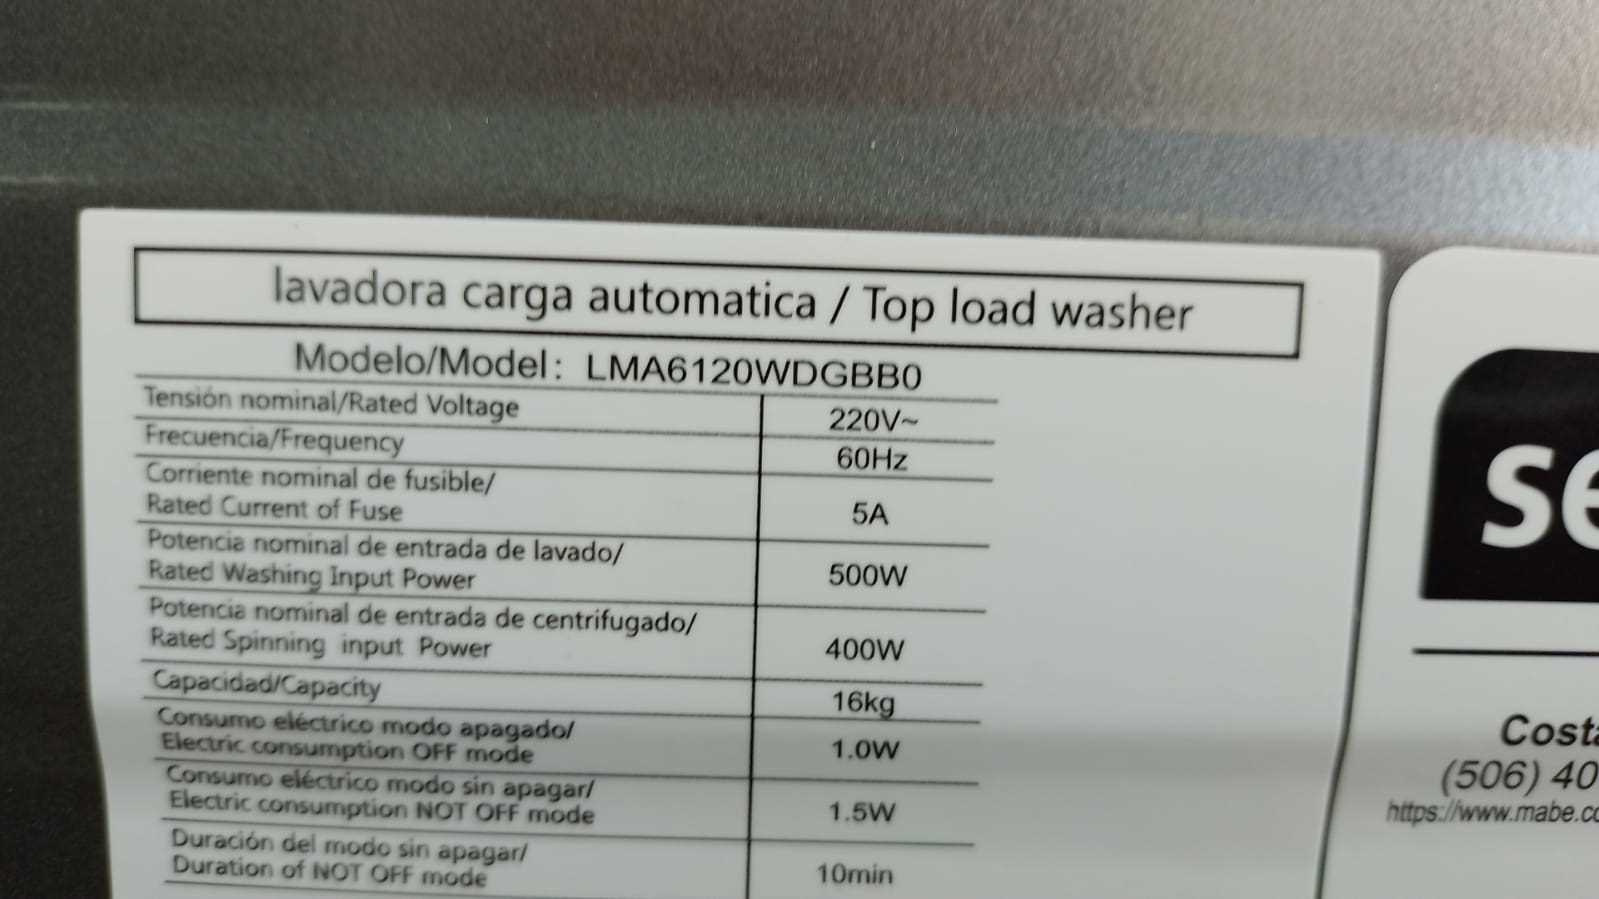 lavadora carga automatica / Top load washer
Modelo/Model: LMA6120WDGBB0
Tensión nominal/Rated Voltage 220V~
Frecuencia/Frequency 60Hz
Corriente nominal de fusible/
Rated Current of Fuse 5A
Potencia nominal de entrada de lavado/
Rated Washing Input Power 500W
Potencia nominal de entrada de centrifugado/
Rated Spinning input Power 400W
Capacidad/Capacity 16kg
Consumo eléctrico modo apagado/
Electric consumption OFF mode 1.0W
Consumo eléctrico modo sin apagar/
Electric consumption NOT OFF mode 1.5W
Duración del modo sin apagar/
Duration of NOT OFF mode 10min
se
Costa
(506) 40
https://www.mabe.co